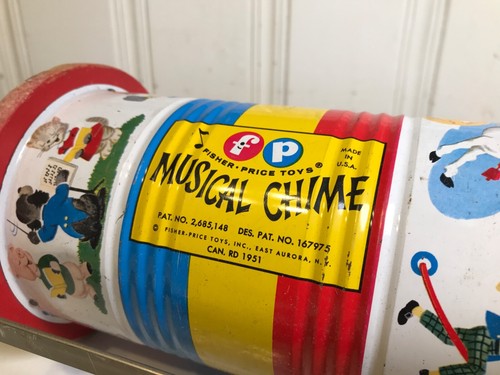 fp
FISHER-PRICE TOYS®
MADE
IN
U.S.A.
MUSICAL CHIME
PAT. NO. 2,685,148 DES. PAT. NO. 167975
© FISHER-PRICE TOYS, INC., EAST AURORA, N.Y.
CAN. RD 1951